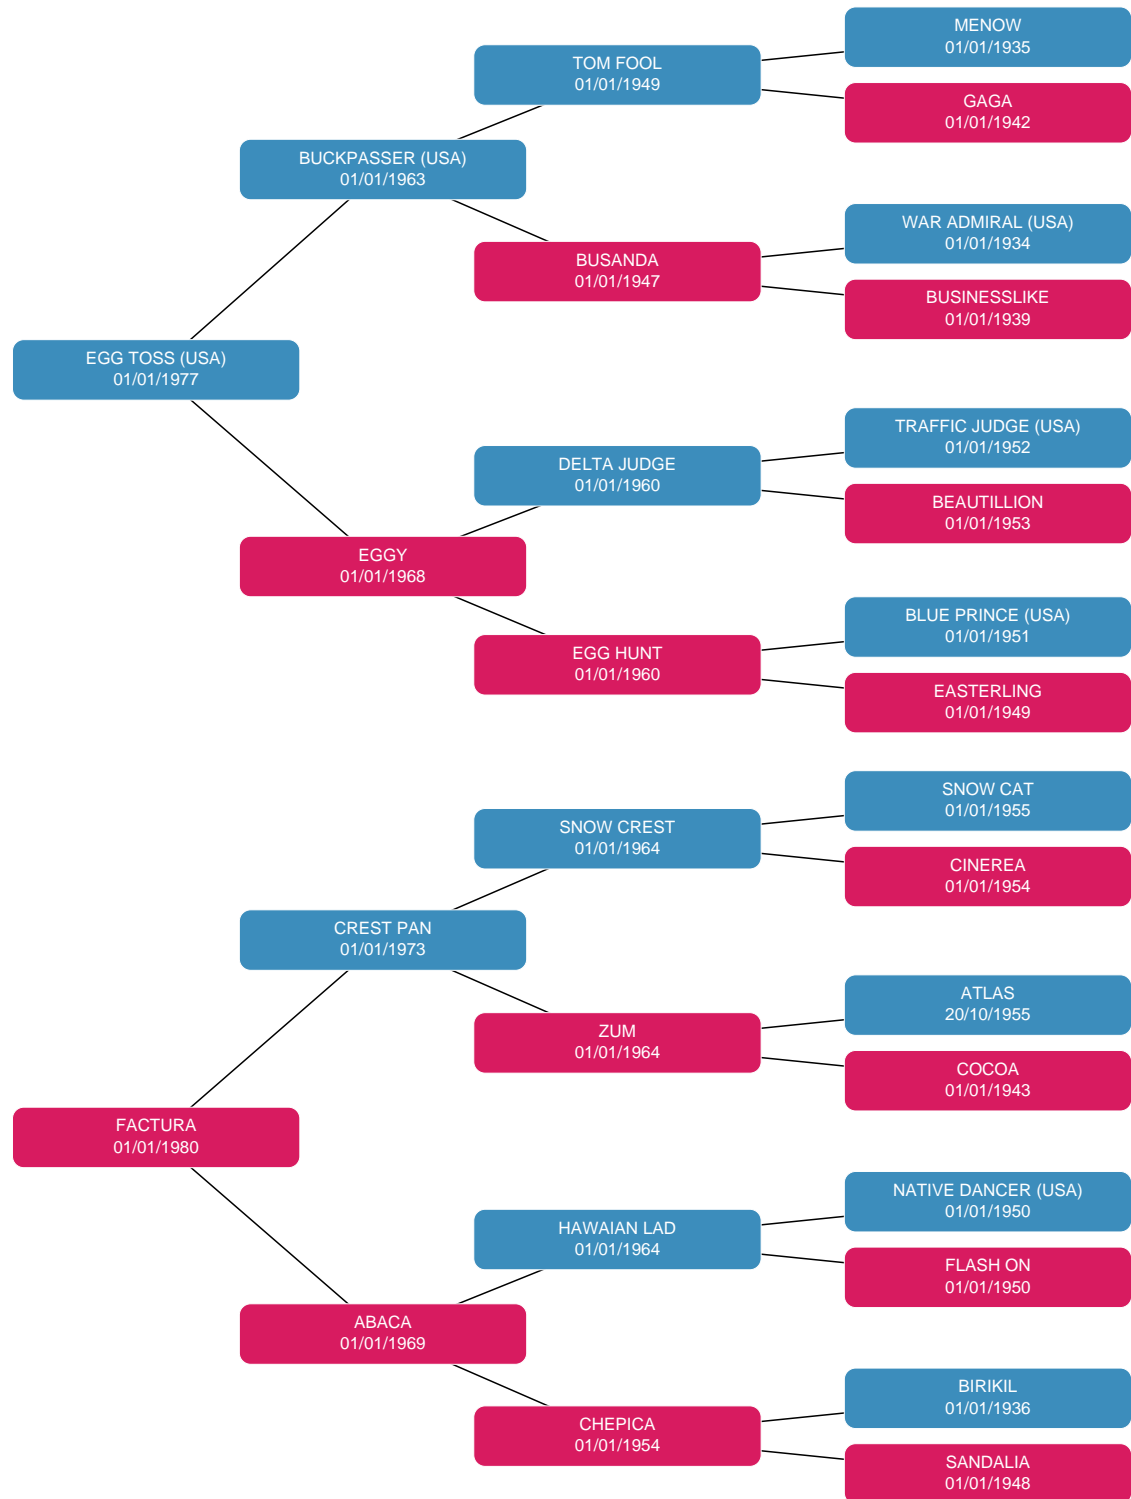 MENOW
01/01/1935
TOM FOOL
01/01/1949
GAGA
01/01/1942
BUCKPASSER (USA)
01/01/1963
WAR ADMIRAL (USA)
01/01/1934
BUSANDA
01/01/1947
BUSINESSLIKE
01/01/1939
EGG TOSS (USA)
01/01/1977
TRAFFIC JUDGE (USA)
01/01/1952
DELTA JUDGE
01/01/1960
BEAUTILLION
01/01/1953
EGGY
01/01/1968
BLUE PRINCE (USA)
01/01/1951
EGG HUNT
01/01/1960
EASTERLING
01/01/1949
SNOW CAT
01/01/1955
SNOW CREST
01/01/1964
CINEREA
01/01/1954
CREST PAN
01/01/1973
ATLAS
20/10/1955
ZUM
01/01/1964
COCOA
01/01/1943
FACTURA
01/01/1980
NATIVE DANCER (USA)
01/01/1950
HAWAIAN LAD
01/01/1964
FLASH ON
01/01/1950
ABACA
01/01/1969
BIRIKIL
01/01/1936
CHEPICA
01/01/1954
SANDALIA
01/01/1948